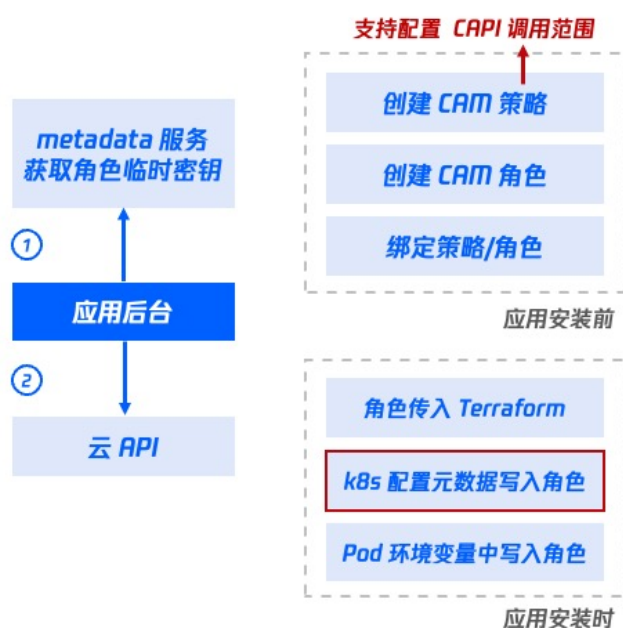 metadata 服务
获取角色临时密钥
1
应用后台
2
云 API
支持配置 CAPI 调用范围
创建 CAM 策略
创建 CAM 角色
绑定策略/角色
应用安装前
角色传入 Terraform
k8s 配置元数据写入角色
Pod 环境变量中写入角色
应用安装时